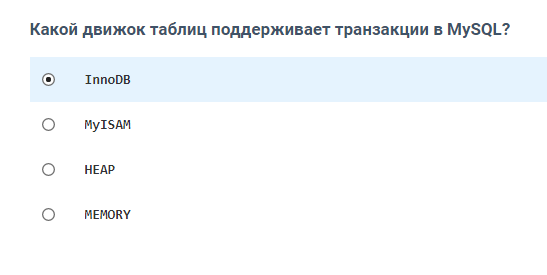 Какой движок таблиц поддерживает транзакции в MySQL?
InnoDB
MyISAM
HEAP
MEMORY